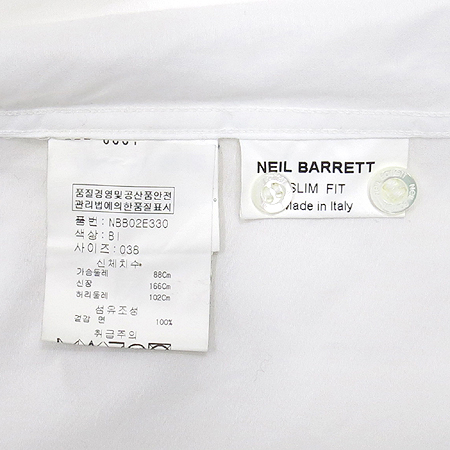 품질경영및공산품안전
관리법에의한품질표시
품번: NBB02E330
색상: BI
사이즈: 038
신체치수
가슴둘레 88Cm
신장 166Cm
허리둘레 102Cm
섬유조성
겉감 면 100%
취급주의
NEIL BARRETT
SLIM FIT
Made in Italy